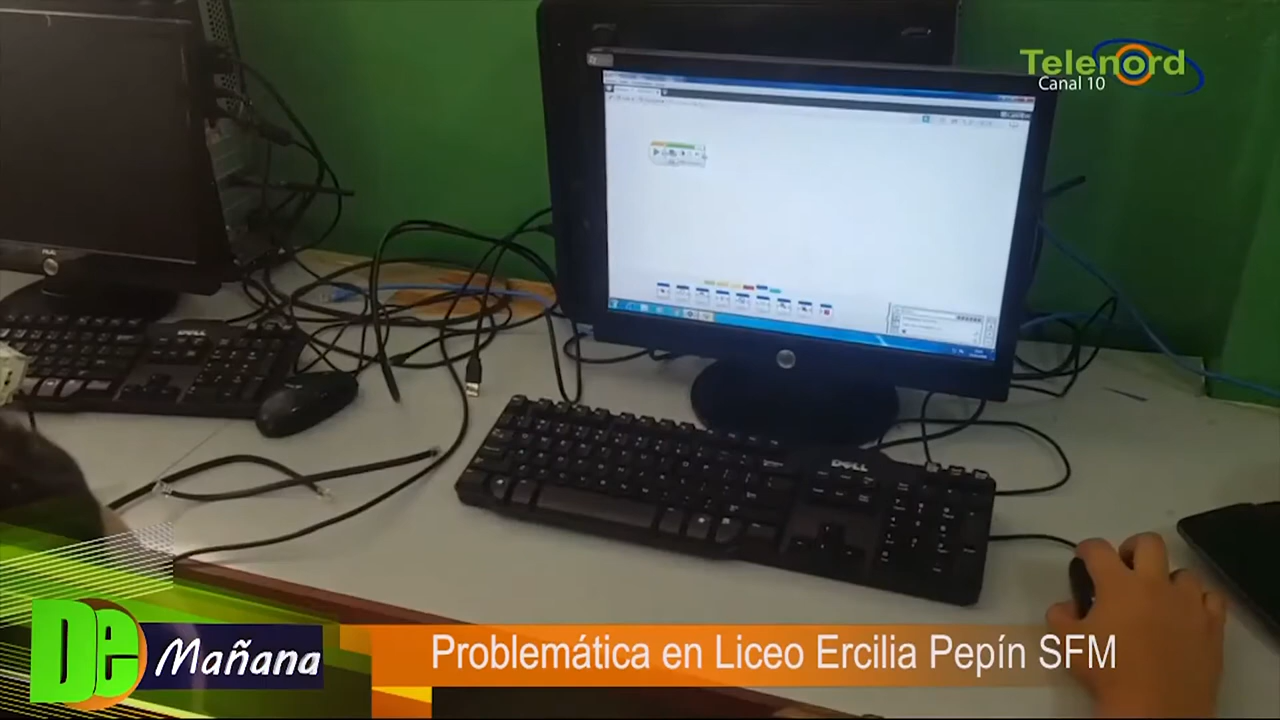 Telenord
Canal 10
DELL
DELL
De Mañana
Problemática en Liceo Ercilia Pepín SFM